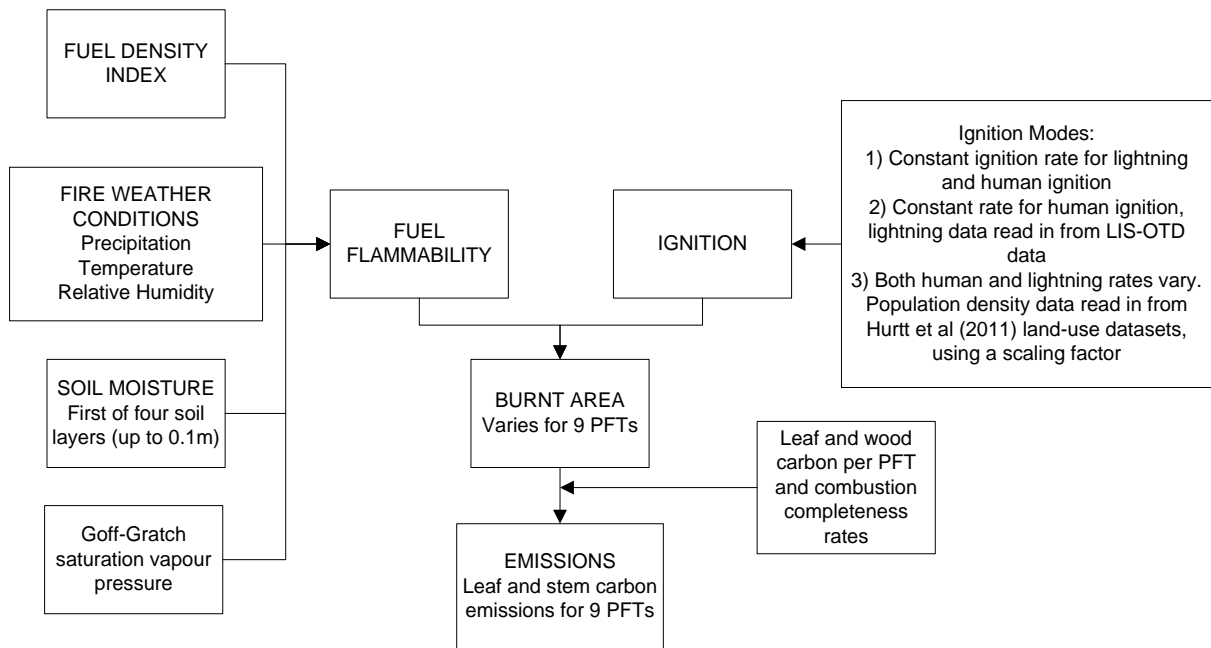 FUEL DENSITY
INDEX
FIRE WEATHER
CONDITIONS
Precipitation
Temperature
Relative Humidity
SOIL MOISTURE
First of four soil
layers (up to 0.1m)
Goff-Gratch
saturation vapour
pressure
FUEL
FLAMMABILITY
IGNITION
Ignition Modes:
1) Constant ignition rate for lightning
and human ignition
2) Constant rate for human ignition,
lightning data read in from LIS-OTD
data
3) Both human and lightning rates vary.
Population density data read in from
Hurtt et al (2011) land-use datasets,
using a scaling factor
BURNT AREA
Varies for 9 PFTs
Leaf and wood
carbon per PFT
and combustion
completeness
rates
EMISSIONS
Leaf and stem carbon
emissions for 9 PFTs